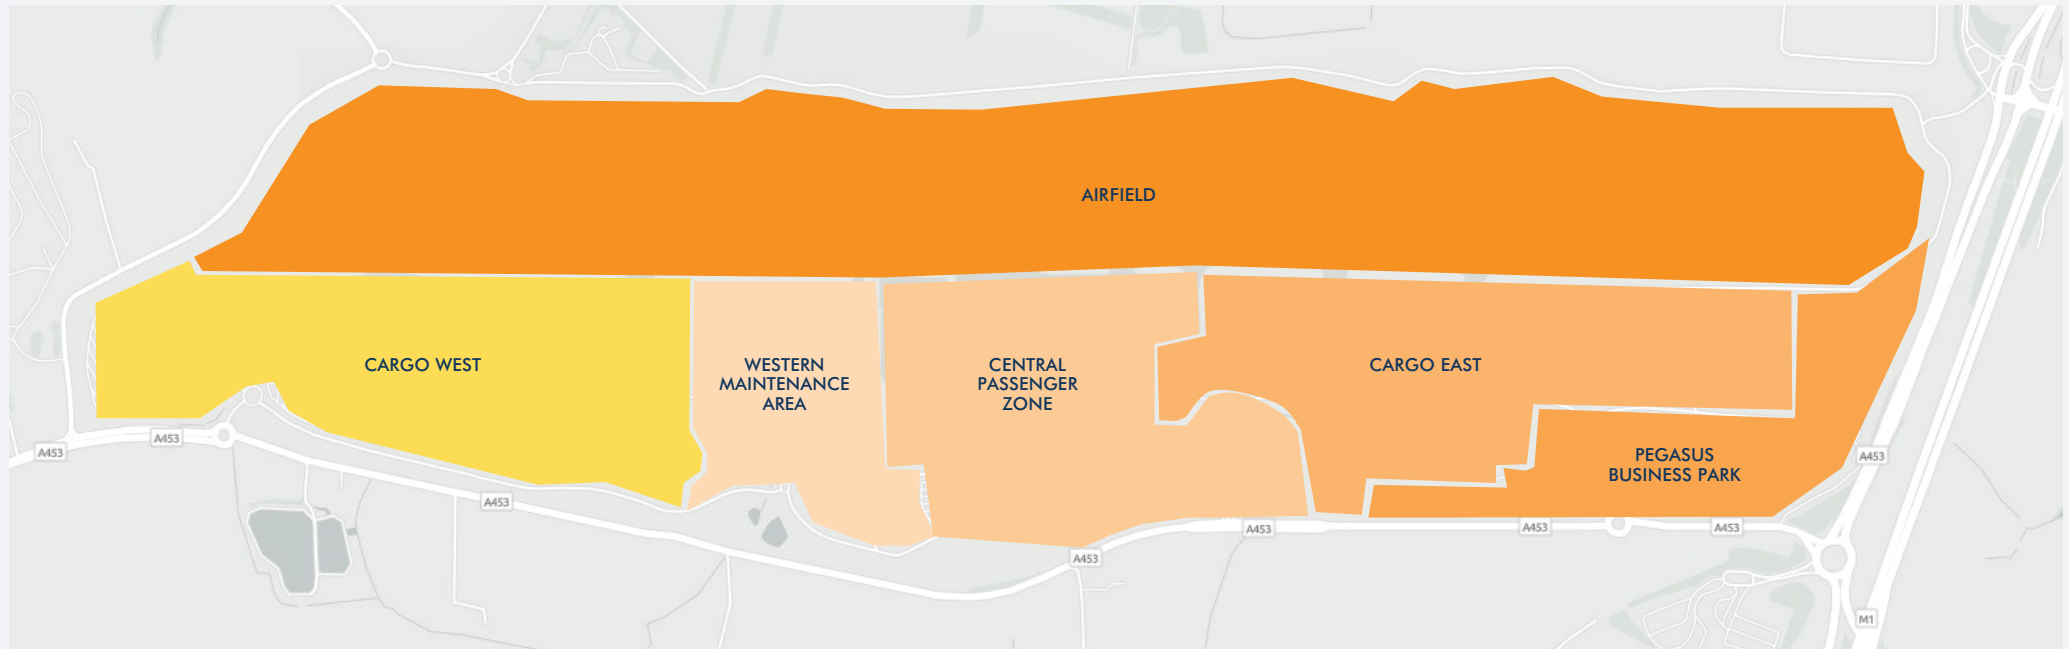 AIRFIELD
CARGO WEST
WESTERN
MAINTENANCE
AREA
CENTRAL
PASSENGER
ZONE
CARGO EAST
PEGASUS
BUSINESS PARK
A453
A453
A453
A453
A453
A453
A453
A453
M1